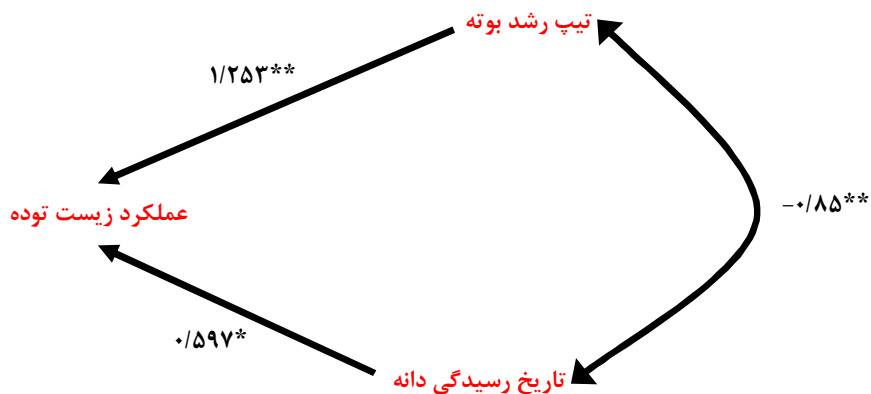 تیپ رشد بوته
۱/۲۵۳**
عملکرد زیست توده
-۰/۸۵**
۰/۵۹۷*
تاریخ رسیدگی دانه